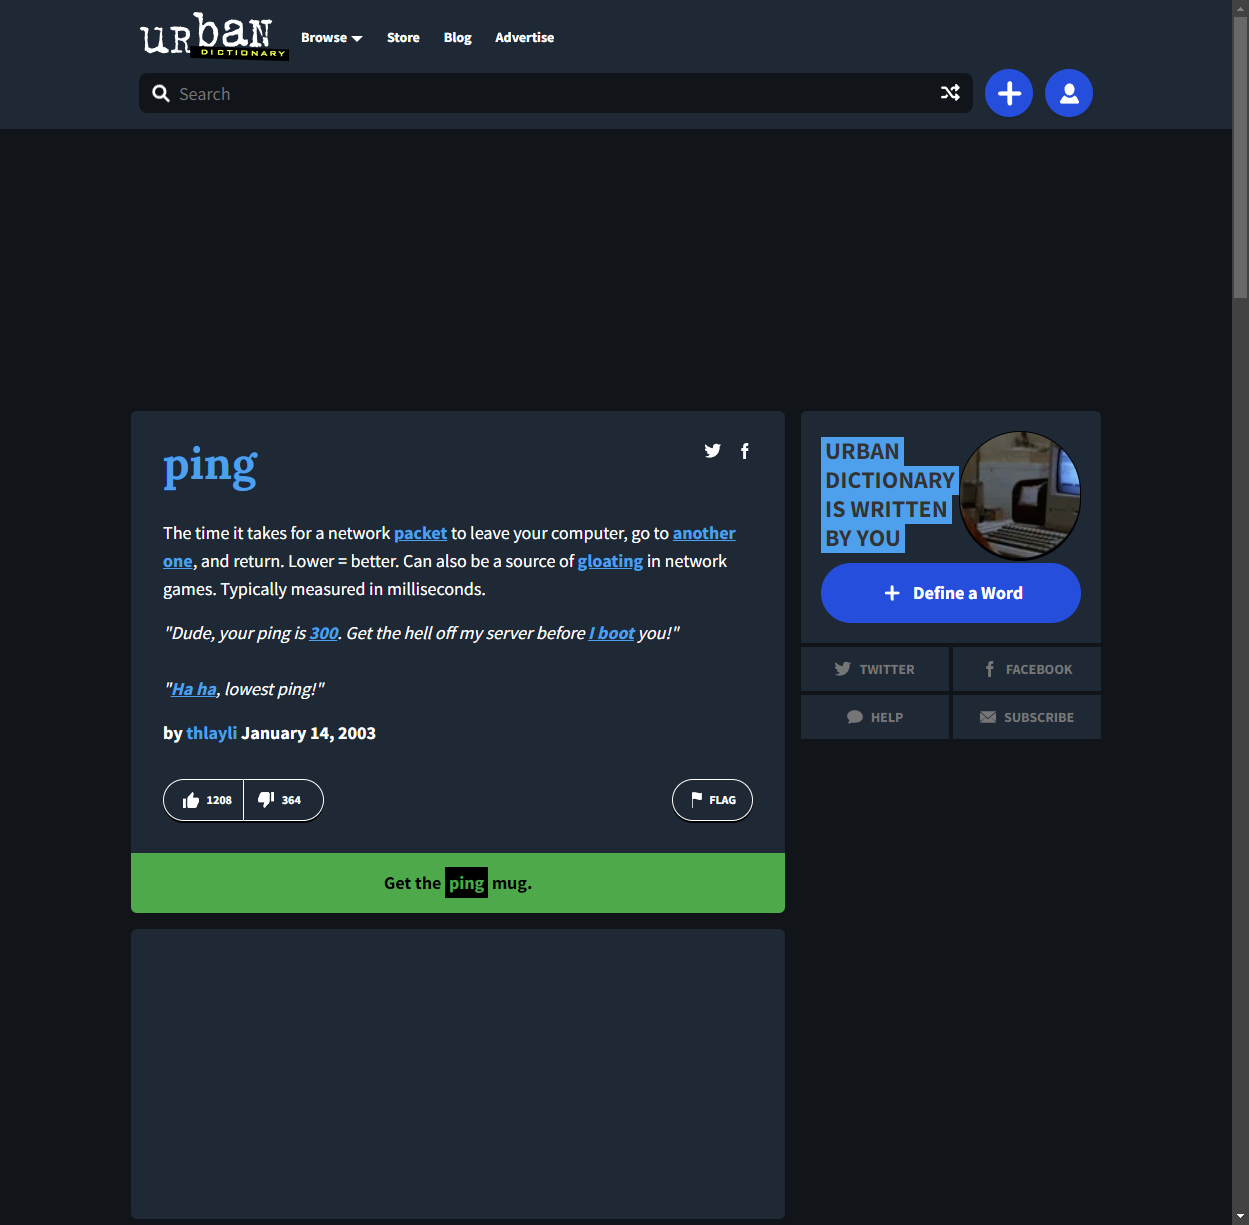 urban
DICTIONARY
Browse
Store
Blog
Advertise
Search
ping
The time it takes for a network packet to leave your computer, go to another
one, and return. Lower = better. Can also be a source of gloating in network
games. Typically measured in milliseconds.
"Dude, your ping is 300. Get the hell off my server before I boot you!"
"Ha ha, lowest ping!"
by thlayli January 14, 2003
1208
364
FLAG
Get the ping mug.
URBAN
DICTIONARY
IS WRITTEN
BY YOU
Define a Word
TWITTER
FACEBOOK
HELP
SUBSCRIBE